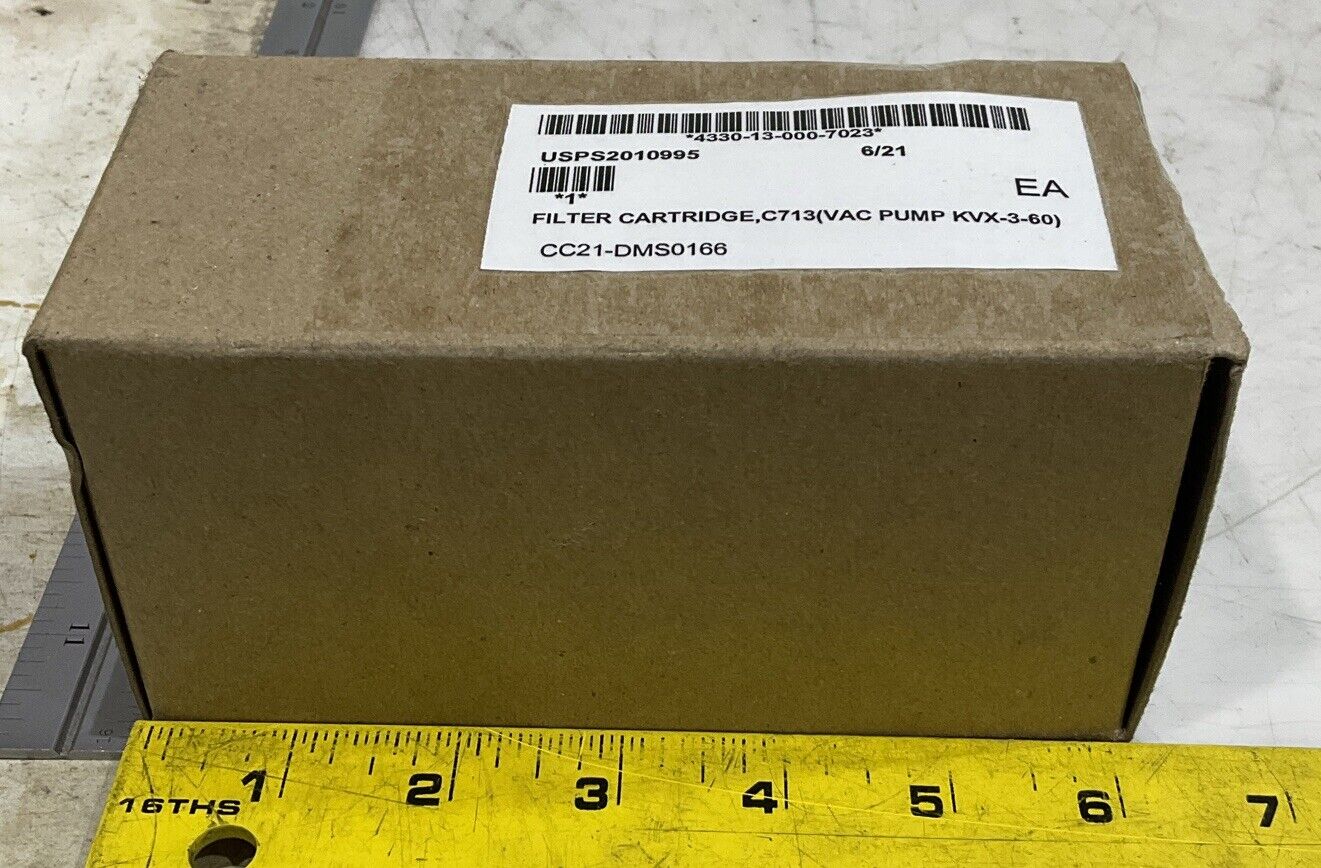 *4330-13-000-7023*
USPS2010995 6/21
*1* EA
FILTER CARTRIDGE,C713(VAC PUMP KVX-3-60)
CC21-DMS0166
11
16THS 1 2 3 4 5 6 7